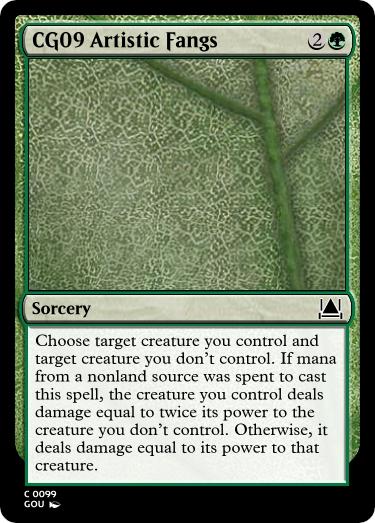 CG09 Artistic Fangs 2
Sorcery
Choose target creature you control and
target creature you don't control. If mana
from a nonland source was spent to cast
this spell, the creature you control deals
damage equal to twice its power to the
creature you don't control. Otherwise, it
deals damage equal to its power to that
creature.
C 0099
GOU